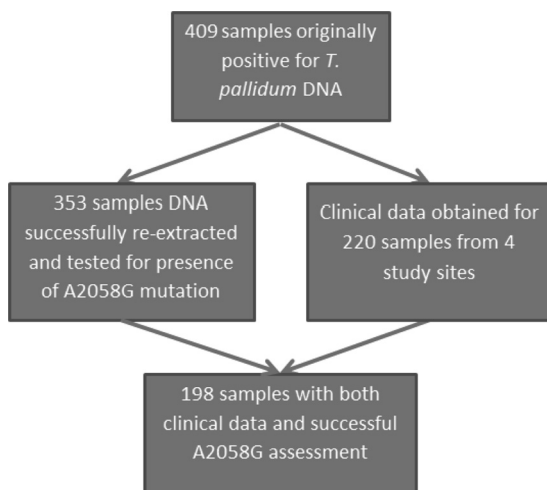 409 samples originally
positive for T.
pallidum DNA
353 samples DNA
successfully re-extracted
and tested for presence
of A2058G mutation
Clinical data obtained for
220 samples from 4
study sites
198 samples with both
clinical data and successful
A2058G assessment